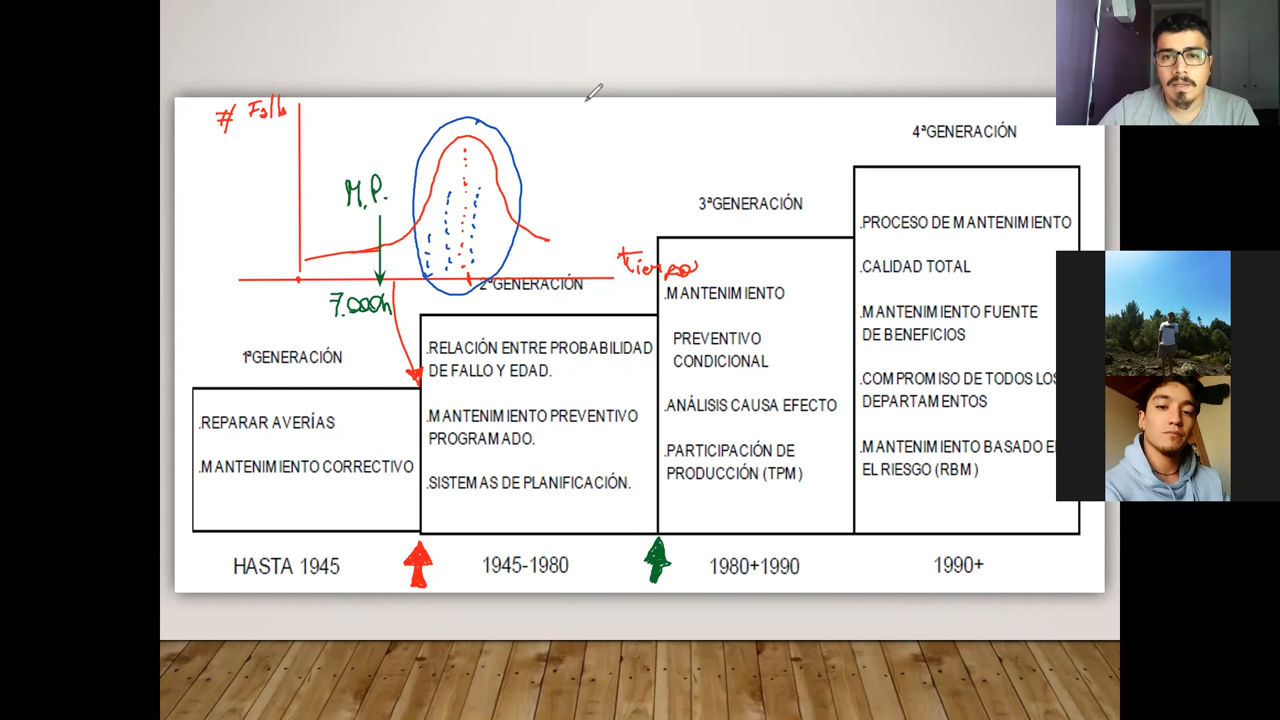 # Falla
M.P.
7.000h
tiempo
1ªGENERACIÓN
.REPARAR AVERÍAS
.MANTENIMIENTO CORRECTIVO
HASTA 1945
2ªGENERACIÓN
.RELACIÓN ENTRE PROBABILIDAD
DE FALLO Y EDAD.
.MANTENIMIENTO PREVENTIVO
PROGRAMADO.
.SISTEMAS DE PLANIFICACIÓN.
1945-1980
3ªGENERACIÓN
.MANTENIMIENTO
PREVENTIVO
CONDICIONAL
.ANÁLISIS CAUSA EFECTO
.PARTICIPACIÓN DE
PRODUCCIÓN (TPM)
1980+1990
4ªGENERACIÓN
.PROCESO DE MANTENIMIENTO
.CALIDAD TOTAL
.MANTENIMIENTO FUENTE
DE BENEFICIOS
.COMPROMISO DE TODOS LOS
DEPARTAMENTOS
.MANTENIMIENTO BASADO E
EL RIESGO (RBM)
1990+